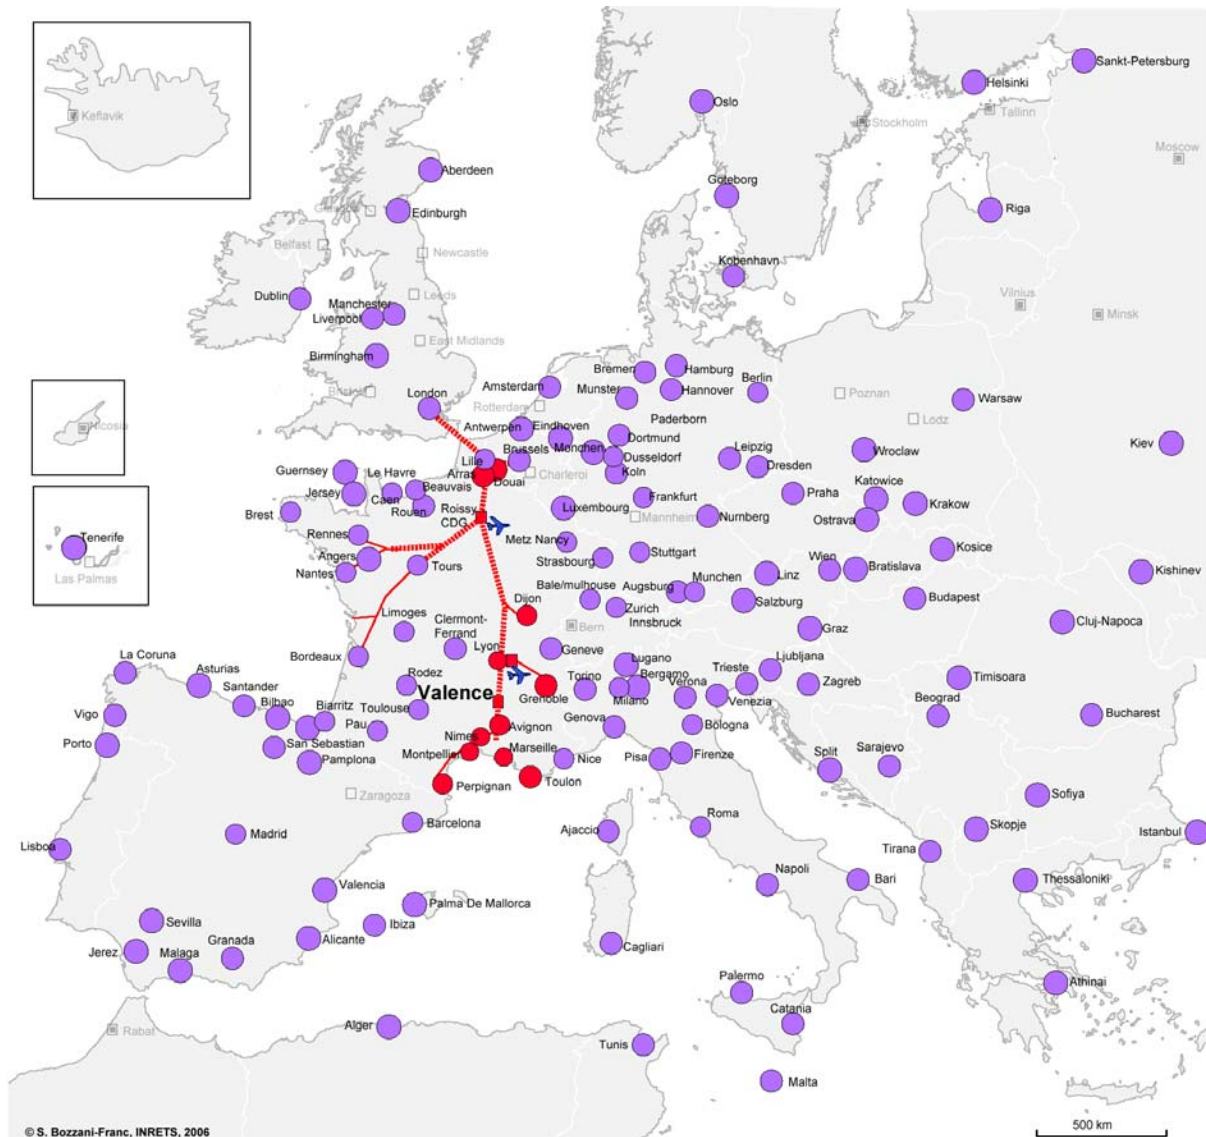 Keflavik
Sankt-Petersburg
Helsinki
Oslo
Tallinn
Stockholm
Moscow
Aberdeen
Goteborg
Edinburgh
Riga
Belfast
Newcastle
Kobenhavn
Dublin
Manchester
Leeds
Vilnius
Liverpool
Minsk
East Midlands
Birmingham
Hamburg
Bremen
Amsterdam
Munster
Hannover
Berlin
Bristol
Poznan
London
Rotterdam
Warsaw
Paderborn
Lodz
Nicosia
Antwerpen
Eindhoven
Dortmund
Kiev
Brussels
Monchen
Leipzig
Wroclaw
Lille
Dusseldorf
Dresden
Guernsey
Le Havre
Arras
Charleroi
Koln
Douai
Jersey
Caen
Beauvais
Frankfurt
Praha
Katowice
Rouen
Roissy
CDG
Luxembourg
Krakow
Brest
Mannheim
Nurnberg
Ostrava
Rennes
Metz Nancy
Tenerife
Stuttgart
Kosice
Angers
Strasbourg
Tours
Nantes
Las Palmas
Bale/mulhouse
Augsburg
Munchen
Linz
Wien
Bratislava
Kishinev
Dijon
Zurich
Salzburg
Budapest
Limoges
Clermont-
Ferrand
Innsbruck
Bern
Graz
Cluj-Napoca
Lyon
Geneve
Bordeaux
Lugano
Trieste
Ljubljana
La Coruna
Asturias
Rodez
Bergamo
Timisoara
Valence
Grenoble
Torino
Milano
Verona
Zagreb
Santander
Venezia
Beograd
Bucharest
Bilbao
Biarritz
Toulouse
Vigo
Pau
Avignon
Genova
Bologna
Porto
San Sebastian
Nimes
Pamplona
Montpellier
Marseille
Nice
Pisa
Firenze
Split
Sarajevo
Toulon
Perpignan
Zaragoza
Sofiya
Barcelona
Roma
Madrid
Ajaccio
Skopje
Istanbul
Lisboa
Tirana
Valencia
Napoli
Bari
Thessaloniki
Palma De Mallorca
Sevilla
Ibiza
Jerez
Granada
Alicante
Malaga
Cagliari
Palermo
Athinai
Catania
Rabat
Alger
Tunis
Malta
© S. Bozzani-Franc, INRETS, 2006
500 km